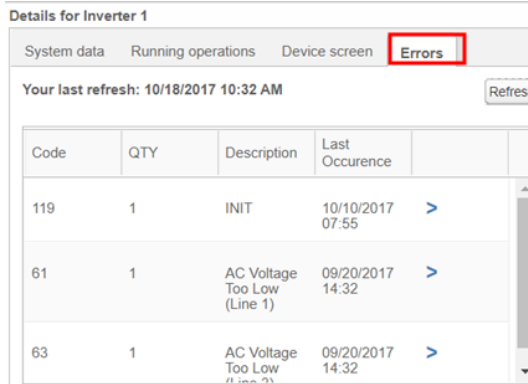 Details for Inverter 1
System data Running operations Device screen Errors
Your last refresh: 10/18/2017 10:32 AM Refres
Code QTY Description Last
Occurence
119 1 INIT 10/10/2017
07:55 >
61 1 AC Voltage
Too Low
(Line 1) 09/20/2017
14:32 >
63 1 AC Voltage
Too Low
(Line 2) 09/20/2017
14:32 >